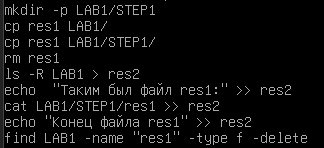 mkdir -p LAB1/STEP1
cp res1 LAB1/
cp res1 LAB1/STEP1/
rm res1
ls -R LAB1 > res2
echo  "Таким был файл res1:" >> res2
cat LAB1/STEP1/res1 >> res2
echo "Конец файла res1" >> res2
find LAB1 -name "res1" -type f -delete